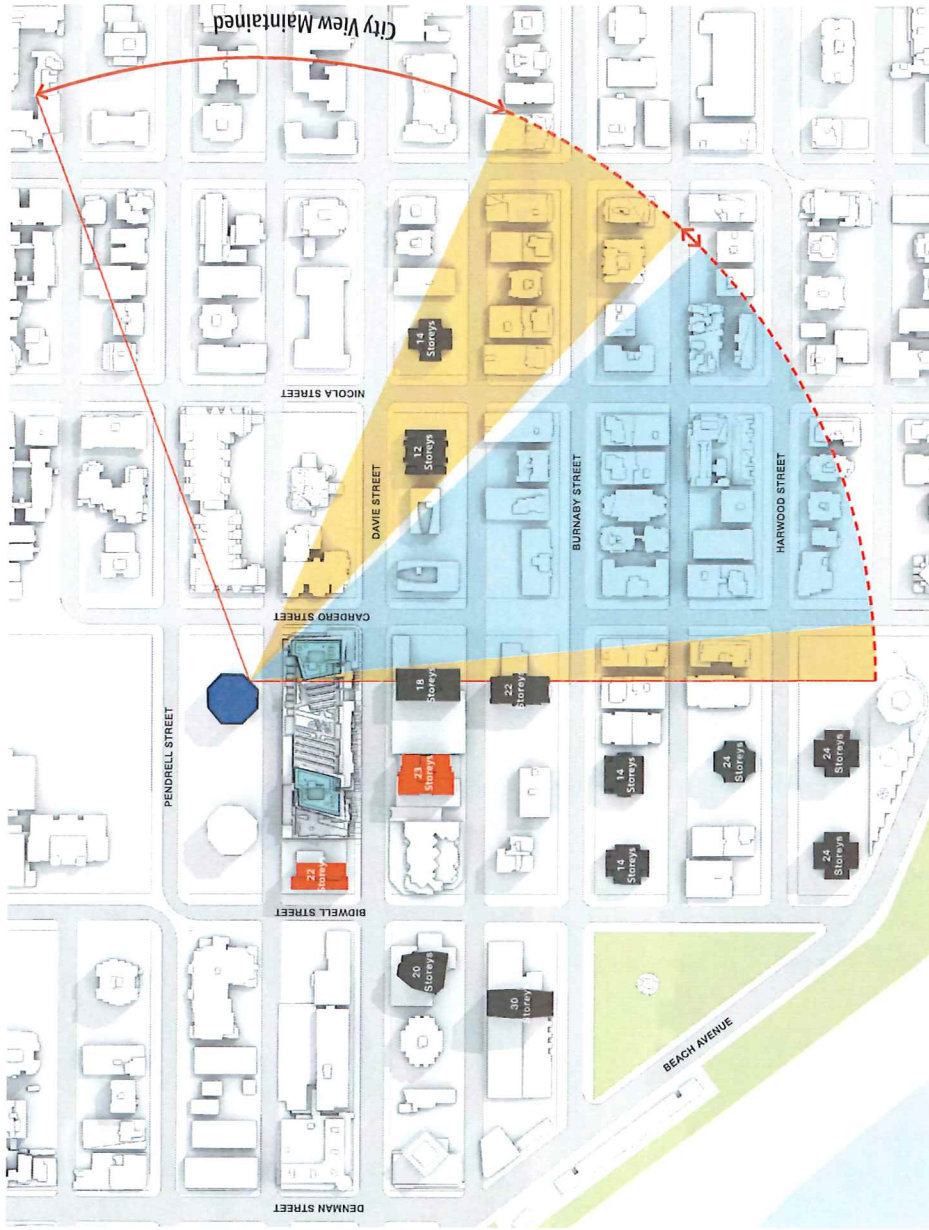 City View Maintained
14
Storeys
NICOLA STREET
12
Storeys
DAVIE STREET
BURNABY STREET
HARWOOD STREET
CARDERO STREET
PENDRELL STREET
18
Storeys
22
Storeys
23
Storeys
14
Storeys
24
Storeys
24
Storeys
22
Storeys
14
Storeys
24
Storeys
BIDWELL STREET
20
Storeys
30
Storeys
BEACH AVENUE
DENMAN STREET